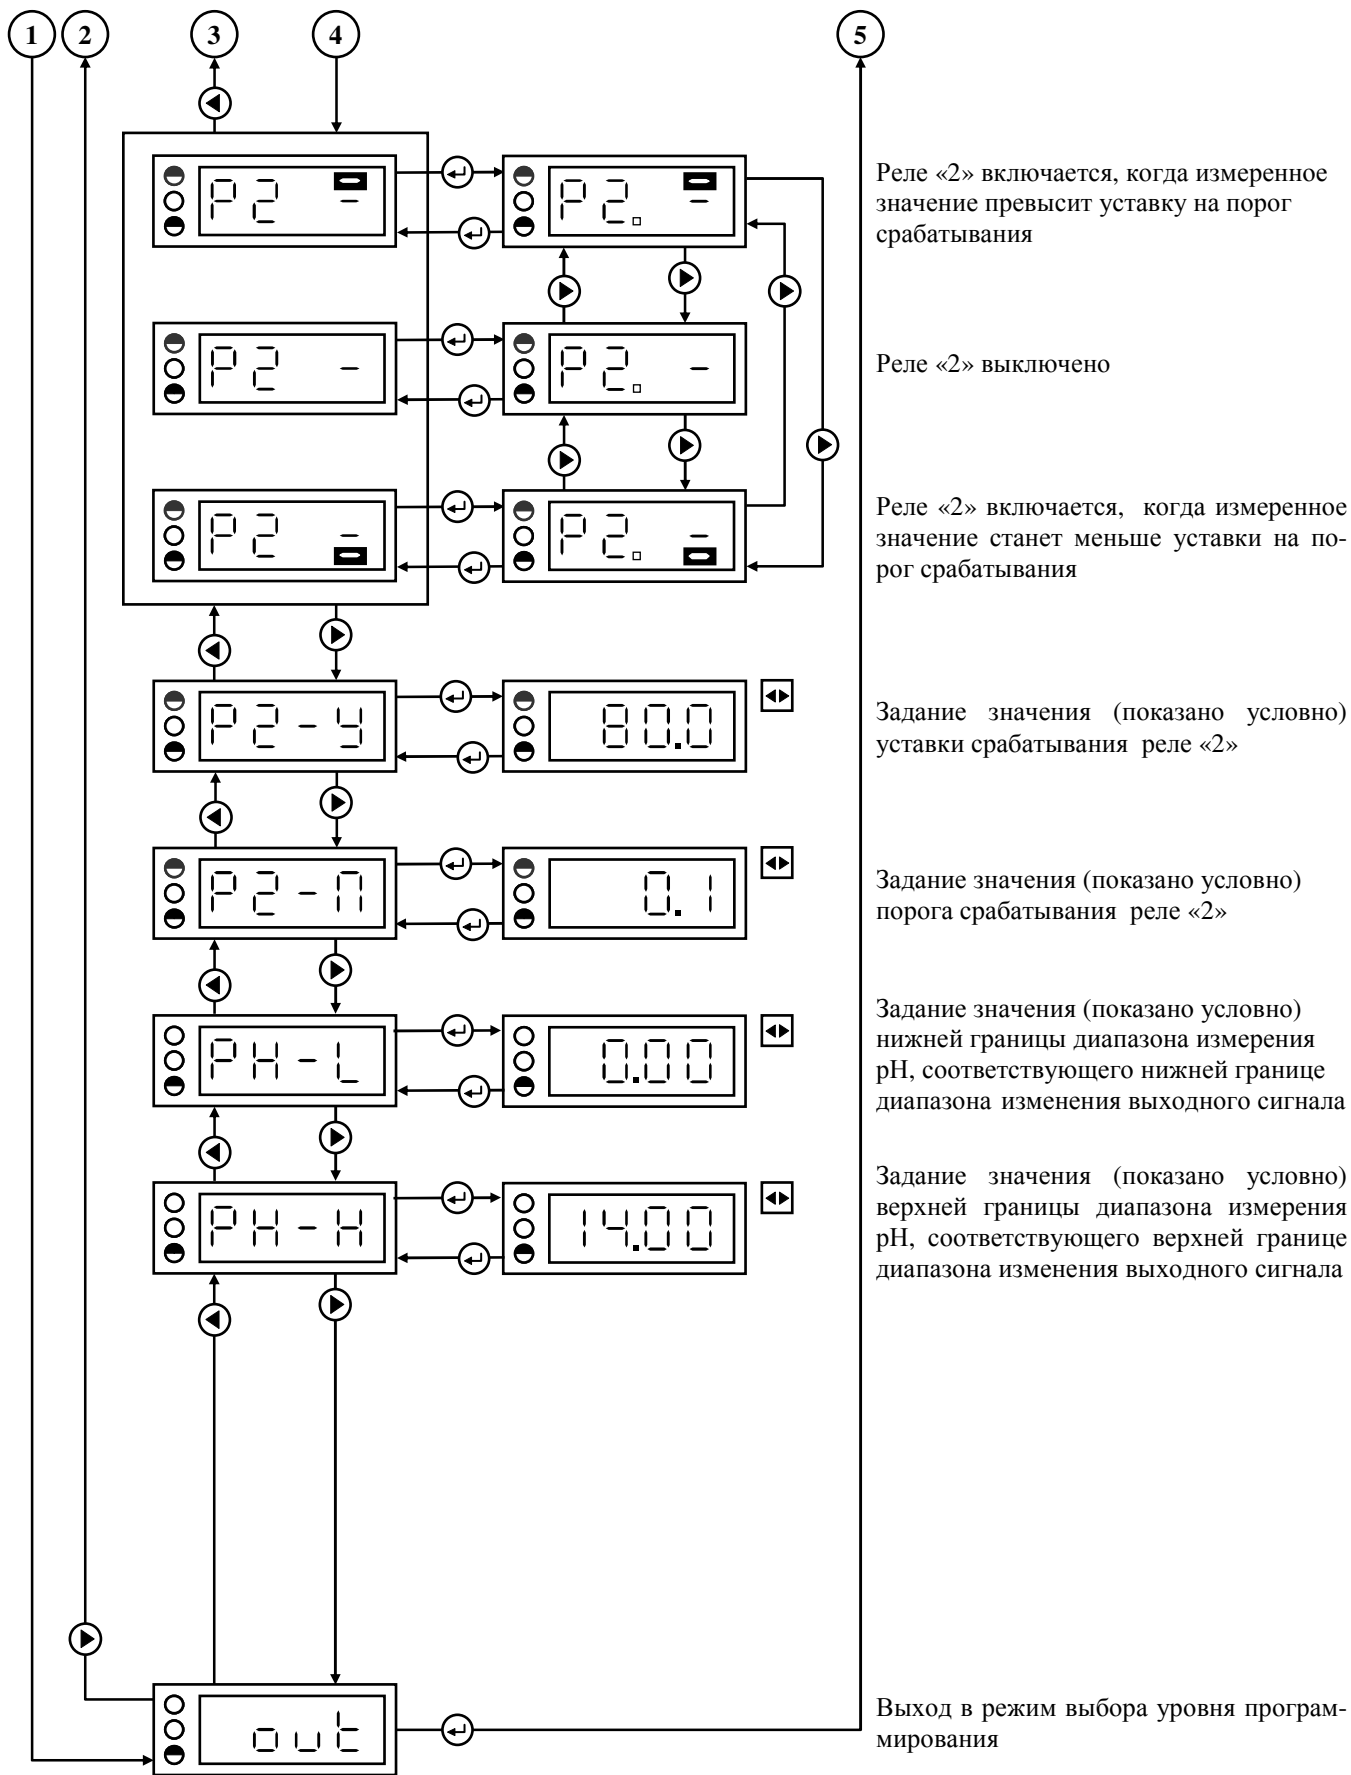 1 2 3 4 5
P2 P2.
Реле «2» включается, когда измеренное
значение превысит уставку на порог
срабатывания
P2 - P2. -
Реле «2» выключено
P2 P2.
Реле «2» включается, когда измеренное
значение станет меньше уставки на по-
рог срабатывания
P2-У 80.0
Задание значения (показано условно)
уставки срабатывания реле «2»
P2-П 0.1
Задание значения (показано условно)
порога срабатывания реле «2»
PH-L 0.00
Задание значения (показано условно)
нижней границы диапазона измерения
pH, соответствующего нижней границе
диапазона изменения выходного сигнала
PH-H 14.00
Задание значения (показано условно)
верхней границы диапазона измерения
pH, соответствующего верхней границе
диапазона изменения выходного сигнала
out
Выход в режим выбора уровня програм-
мирования